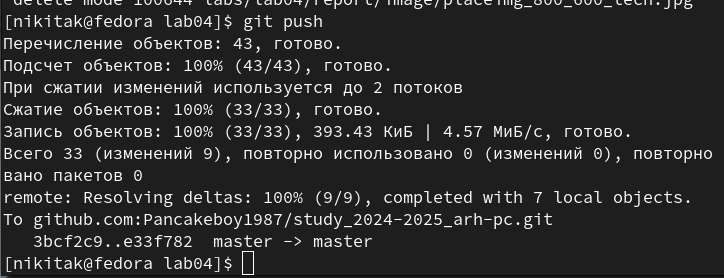 delete mode 100644 labs/lab04/report/image/placeimg_800_600_tech.jpg
[nikitak@fedora lab04]$ git push
Перечисление объектов: 43, готово.
Подсчет объектов: 100% (43/43), готово.
При сжатии изменений используется до 2 потоков
Сжатие объектов: 100% (33/33), готово.
Запись объектов: 100% (33/33), 393.43 КиБ | 4.57 МиБ/с, готово.
Всего 33 (изменений 9), повторно использовано 0 (изменений 0), повторно
вано пакетов 0
remote: Resolving deltas: 100% (9/9), completed with 7 local objects.
To github.com:Pancakeboy1987/study_2024-2025_arh-pc.git
3bcf2c9..e33f782  master -> master
[nikitak@fedora lab04]$